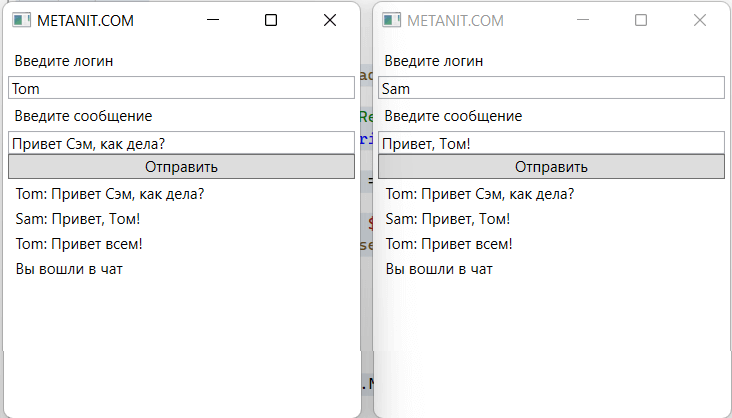 METANIT.COM
Введите логин
Tom
Введите сообщение
Привет Сэм, как дела?
Отправить
Tom: Привет Сэм, как дела?
Sam: Привет, Том!
Tom: Привет всем!
Вы вошли в чат
METANIT.COM
Введите логин
Sam
Введите сообщение
Привет, Том!
Отправить
Tom: Привет Сэм, как дела?
Sam: Привет, Том!
Tom: Привет всем!
Вы вошли в чат